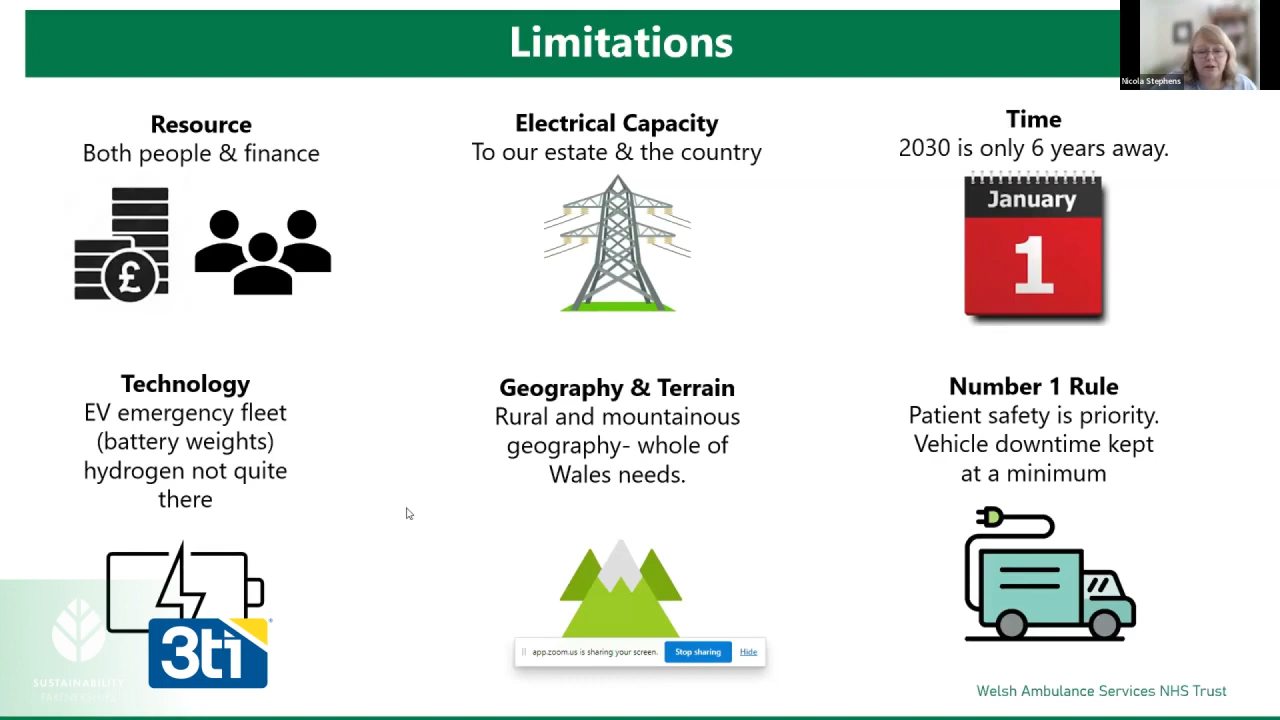 Limitations
Nicola Stephens
Resource
Both people & finance
£
Electrical Capacity
To our estate & the country
Time
2030 is only 6 years away.
January
1
Technology
EV emergency fleet
(battery weights)
hydrogen not quite
there
Geography & Terrain
Rural and mountainous
geography- whole of
Wales needs.
Number 1 Rule
Patient safety is priority.
Vehicle downtime kept
at a minimum
3ti
SUSTAINABILITY
app.zoom.us is sharing your screen.
Stop sharing
Hide
Welsh Ambulance Services NHS Trust